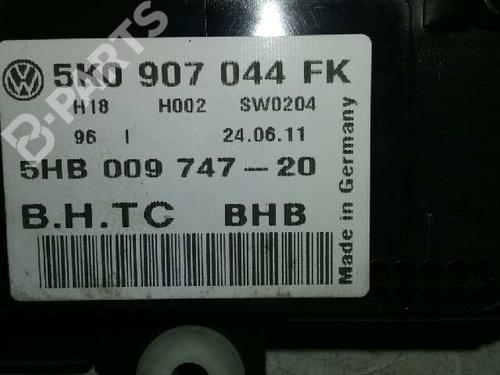 5K0 907 044 FK
H18 H002 SW0204
96 I 24.06.11
5HB 009 747-20
B.H.TC BHB
Made in Germany
B-PARTS